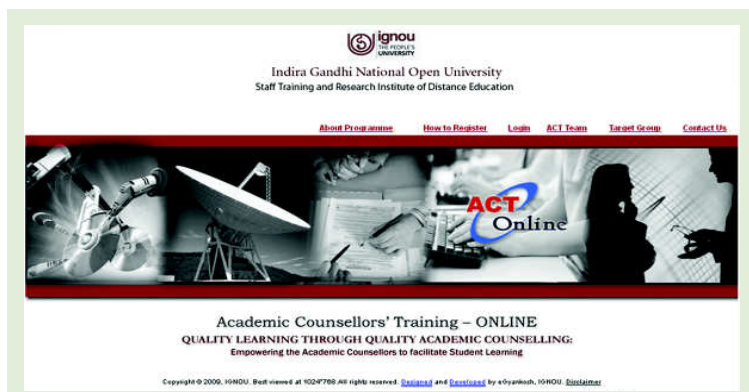 ignou
THE PEOPLE'S
UNIVERSITY
Indira Gandhi National Open University
Staff Training and Research Institute of Distance Education
About Programme How to Register Login ACT Team Target Group Contact Us
ACT
Online
Academic Counsellors' Training – ONLINE
QUALITY LEARNING THROUGH QUALITY ACADEMIC COUNSELLING:
Empowering the Academic Counsellors to facilitate Student Learning
Copyright © 2009, IGNOU. Best viewed at 1024*768 All rights reserved. Designed and Developed by eGyankosh, IGNOU. Disclaimer